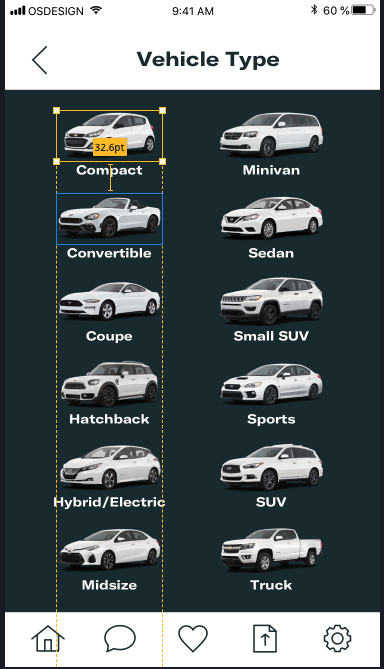 OSDESIGN 9:41 AM 60 %
Vehicle Type
32.6pt
Compact Minivan
Convertible Sedan
Coupe Small SUV
Hatchback Sports
Hybrid/Electric SUV
Midsize Truck